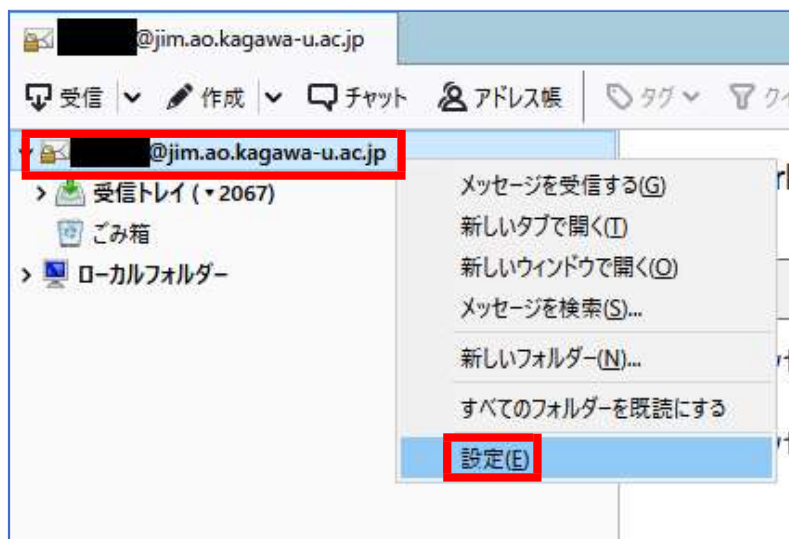 @jim.ao.kagawa-u.ac.jp
受信 作成 チャット アドレス帳 タグ
@jim.ao.kagawa-u.ac.jp
受信トレイ (▼2067)
ごみ箱
ローカルフォルダー
メッセージを受信する(G)
新しいタブで開く(T)
新しいウィンドウで開く(O)
メッセージを検索(S)...
新しいフォルダー(N)...
すべてのフォルダーを既読にする
設定(E)